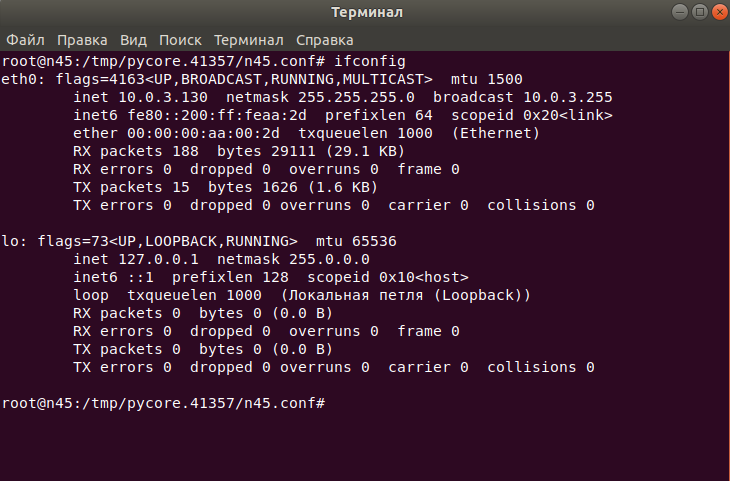 Терминал
Файл Правка Вид Поиск Терминал Справка
root@n45:/tmp/pycore.41357/n45.conf# ifconfig
eth0: flags=4163<UP,BROADCAST,RUNNING,MULTICAST>  mtu 1500
        inet 10.0.3.130  netmask 255.255.255.0  broadcast 10.0.3.255
        inet6 fe80::200:ff:feaa:2d  prefixlen 64  scopeid 0x20<link>
        ether 00:00:00:aa:00:2d  txqueuelen 1000  (Ethernet)
        RX packets 188  bytes 29111 (29.1 KB)
        RX errors 0  dropped 0  overruns 0  frame 0
        TX packets 15  bytes 1626 (1.6 KB)
        TX errors 0  dropped 0 overruns 0  carrier 0  collisions 0

lo: flags=73<UP,LOOPBACK,RUNNING>  mtu 65536
        inet 127.0.0.1  netmask 255.0.0.0
        inet6 ::1  prefixlen 128  scopeid 0x10<host>
        loop  txqueuelen 1000  (Локальная петля (Loopback))
        RX packets 0  bytes 0 (0.0 B)
        RX errors 0  dropped 0  overruns 0  frame 0
        TX packets 0  bytes 0 (0.0 B)
        TX errors 0  dropped 0 overruns 0  carrier 0  collisions 0

root@n45:/tmp/pycore.41357/n45.conf#